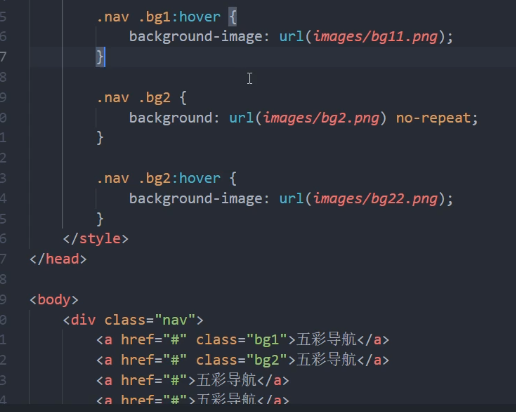 5 .nav .bg1:hover {
6 background-image: url(images/bg11.png);
7 }
8
9 .nav .bg2 {
0 background: url(images/bg2.png) no-repeat;
1 }
2
3 .nav .bg2:hover {
4 background-image: url(images/bg22.png);
5 }
6 </style>
7 </head>
8
9 <body>
0 <div class="nav">
1 <a href="#" class="bg1">五彩导航</a>
2 <a href="#" class="bg2">五彩导航</a>
3 <a href="#">五彩导航</a>
4 <a href="#">五彩导航</a>